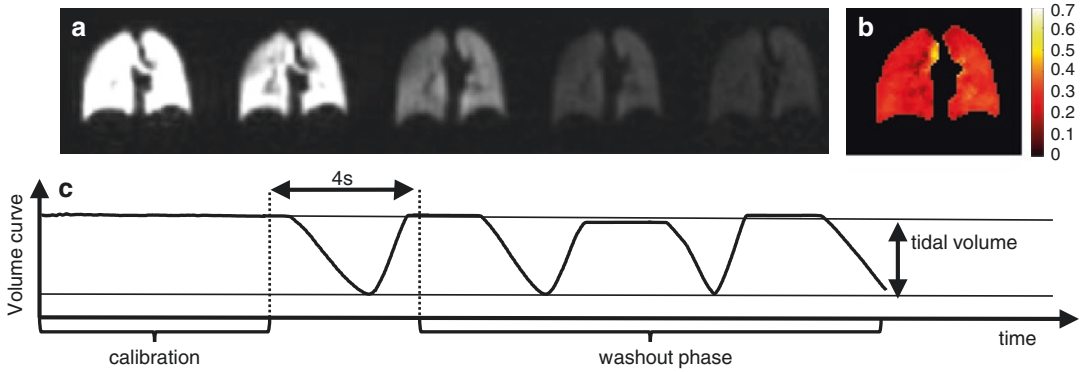 a
b
0.7
0.6
0.5
0.4
0.3
0.2
0.1
0
c
4s
Volume curve
tidal volume
time
calibration
washout phase